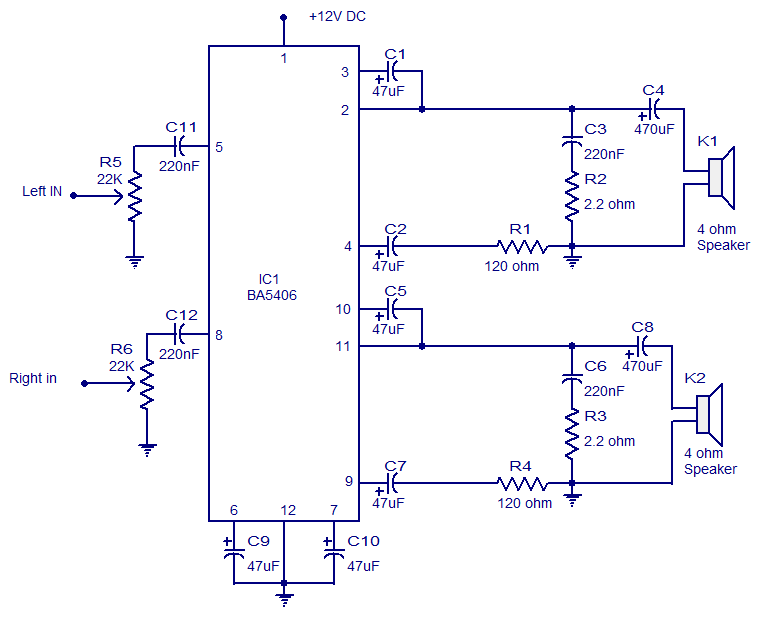 +12V DC
1
3
C1
47uF
2
C4
470uF
C3
220nF
K1
C11
220nF
5
R5
22K
Left IN
R2
2.2 ohm
4 ohm
Speaker
4
C2
47uF
R1
120 ohm
IC1
BA5406
10
C5
47uF
C12
220nF
8
11
C8
470uF
R6
22K
Right in
C6
220nF
K2
R3
2.2 ohm
4 ohm
Speaker
9
C7
47uF
R4
120 ohm
6
12
7
C9
47uF
C10
47uF